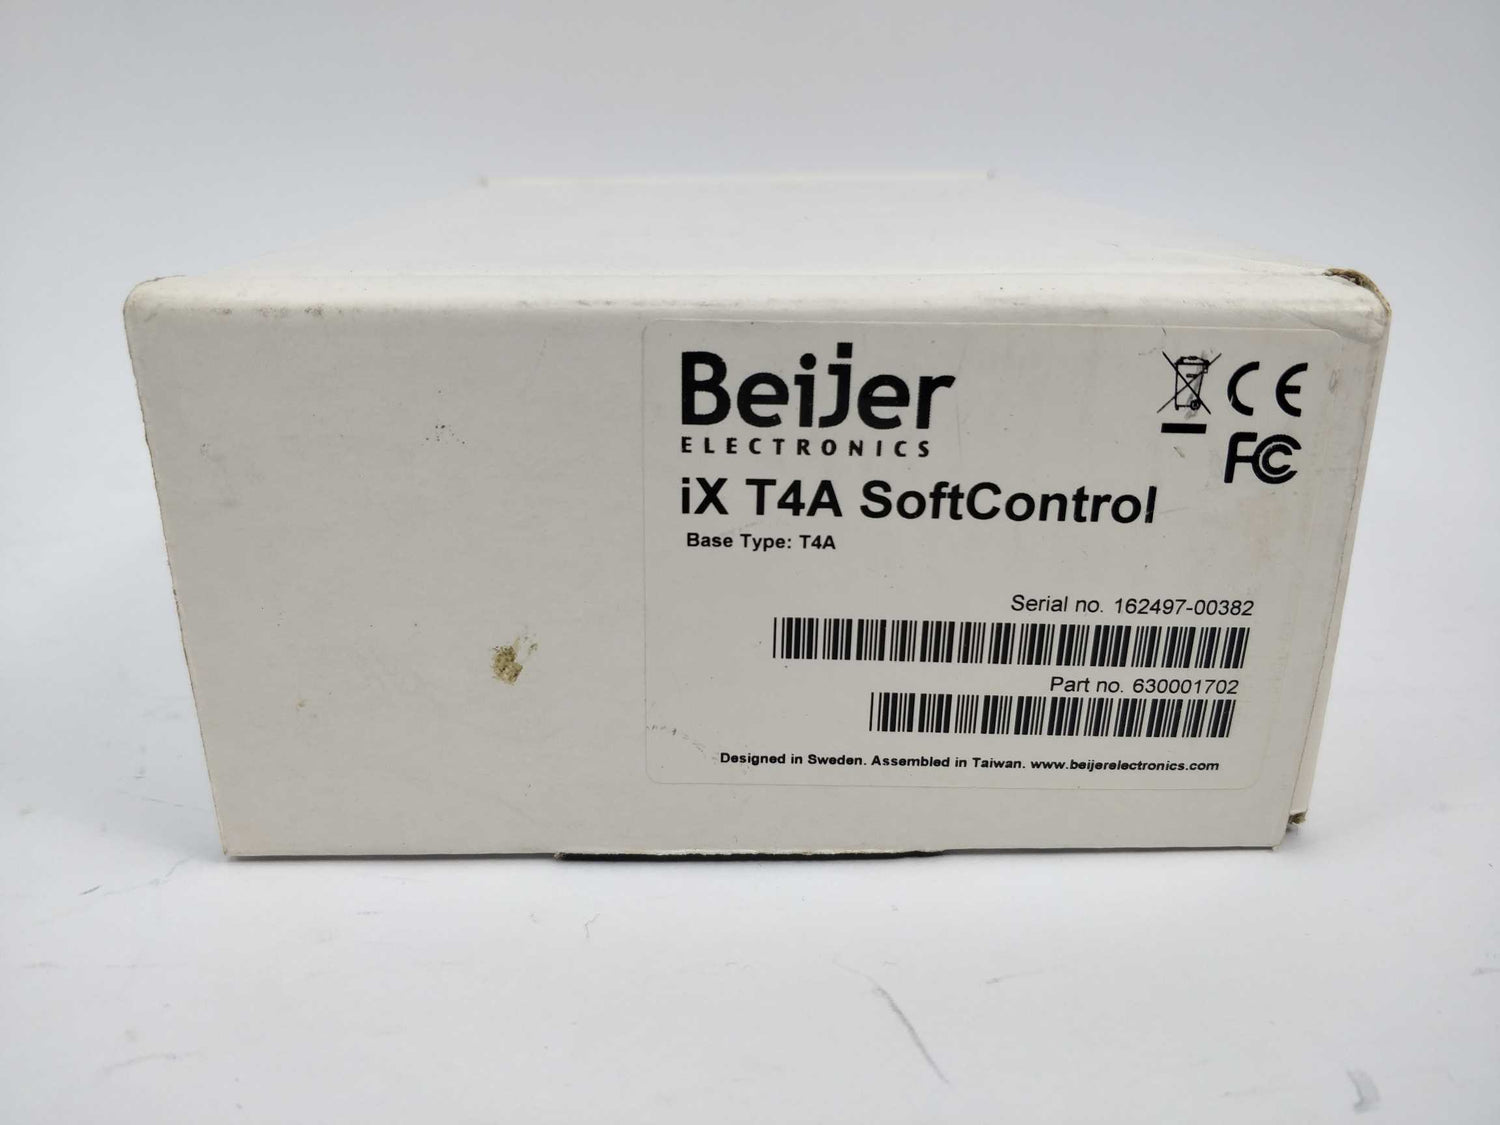 Beijer
ELECTRONICS
CE
FC
iX T4A SoftControl
Base Type: T4A
Serial no. 162497-00382
Part no. 630001702
Designed in Sweden. Assembled in Taiwan. www.beijerelectronics.com